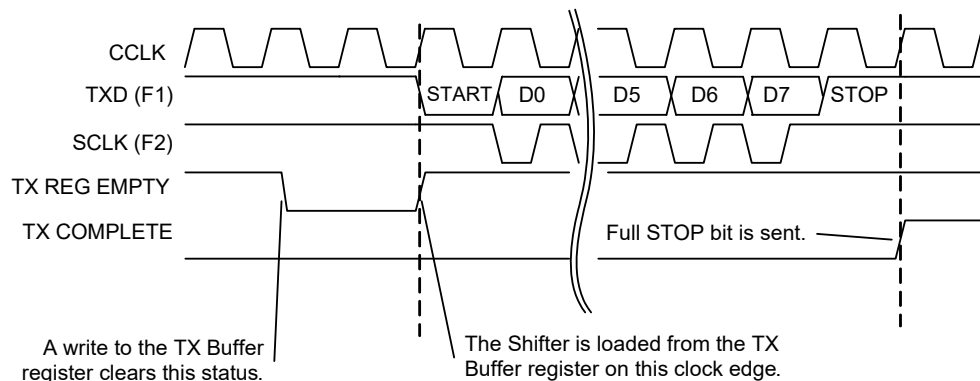 CCLK
TXD (F1)
START D0 D5 D6 D7 STOP
SCLK (F2)
TX REG EMPTY
TX COMPLETE
Full STOP bit is sent.
A write to the TX Buffer
register clears this status.
The Shifter is loaded from the TX
Buffer register on this clock edge.